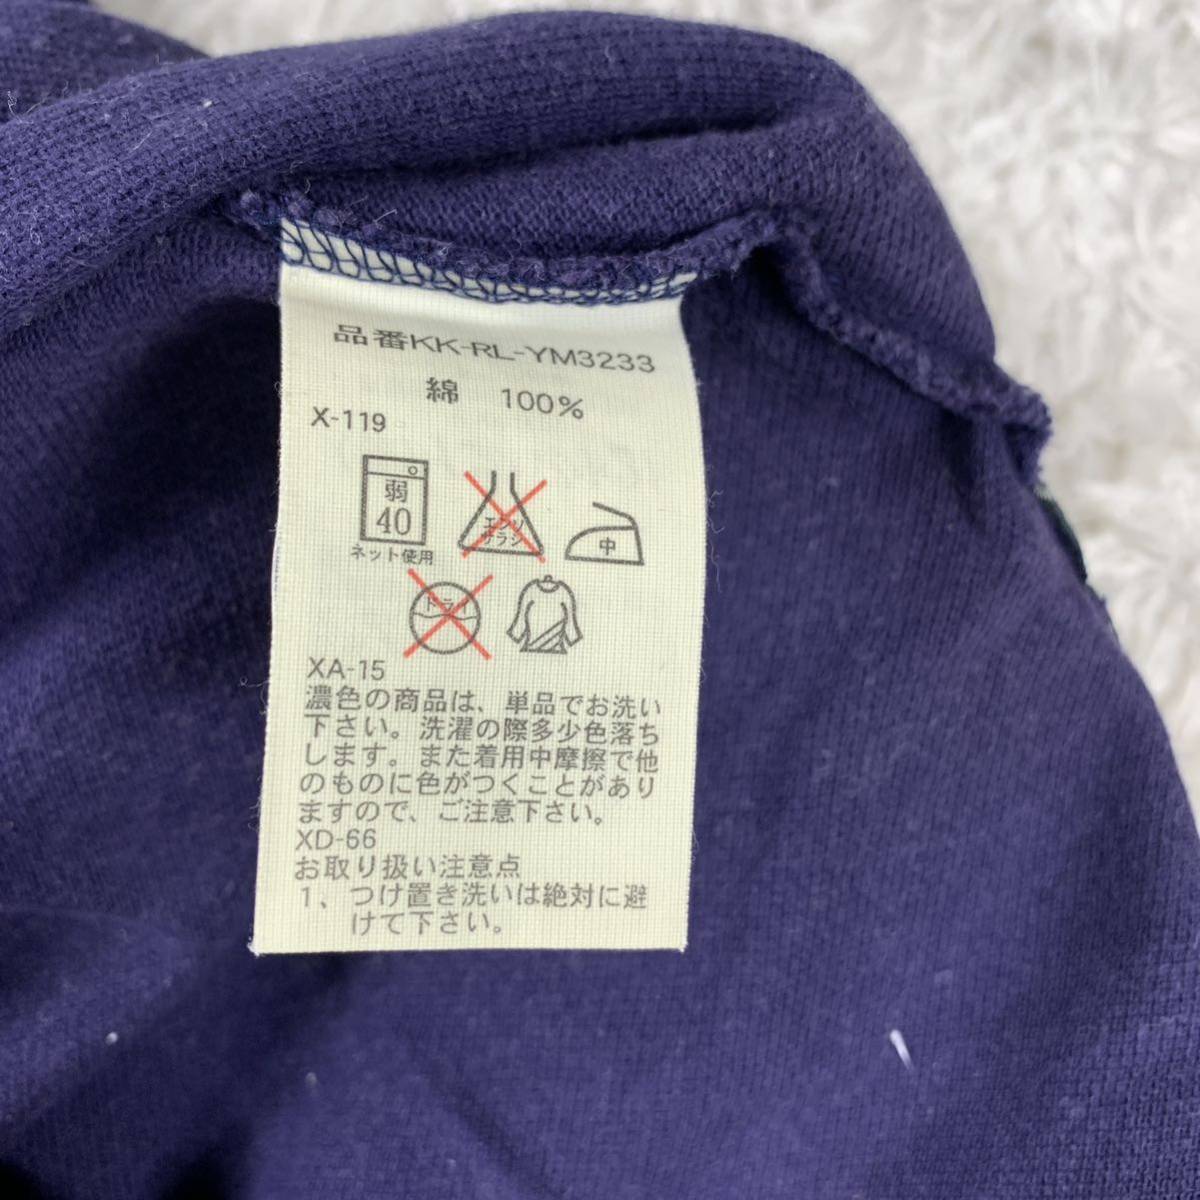 品番KK-RL-YM3233
綿 100%
X-119
弱
40
ネット使用
エンソ
サラシ
中
ドライ
XA-15
濃色の商品は、単品でお洗い
下さい。洗濯の際多少色落ち
します。また着用中摩擦で他
のものに色がつくことがあり
ますので、ご注意下さい。
XD-66
お取り扱い注意点
1、つけ置き洗いは絶対に避
けて下さい。